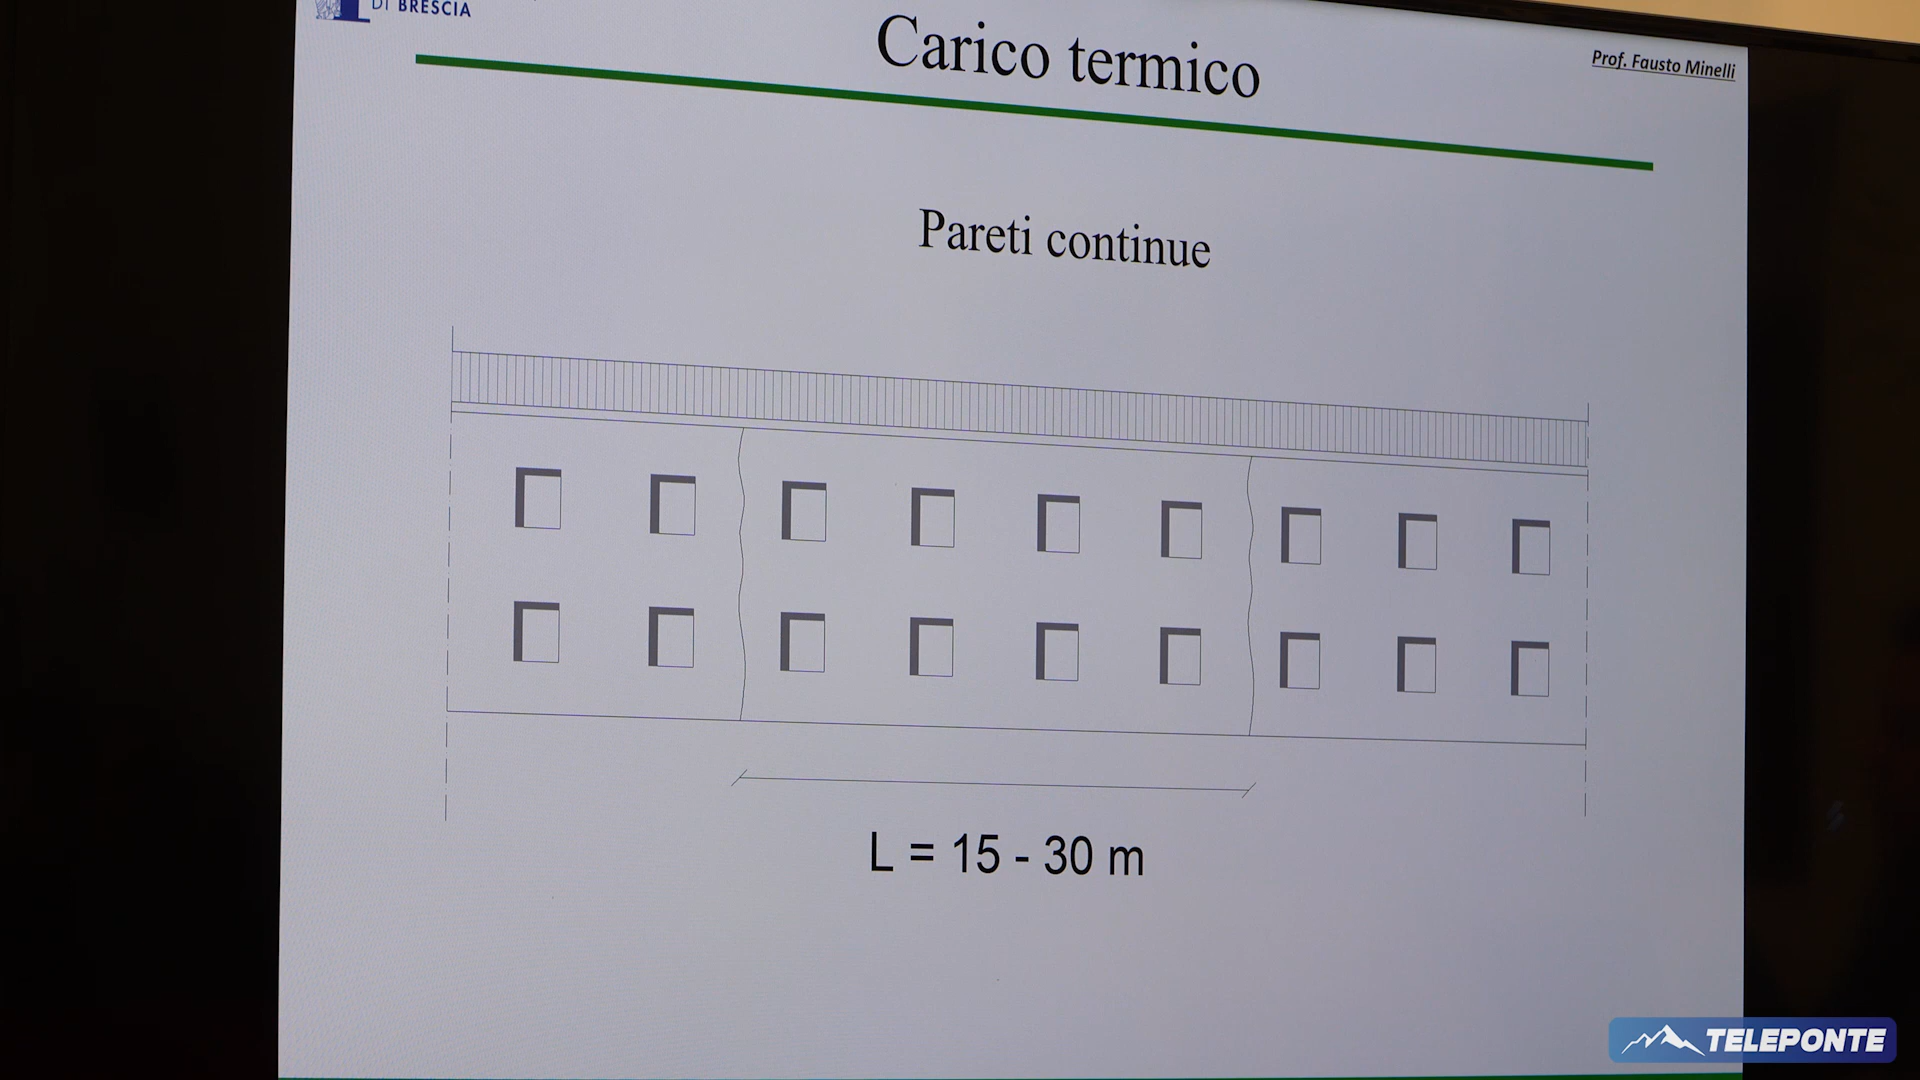 DI BRESCIA
Carico termico
Prof. Fausto Minelli
Pareti continue
L = 15 - 30 m
TELEPONTE